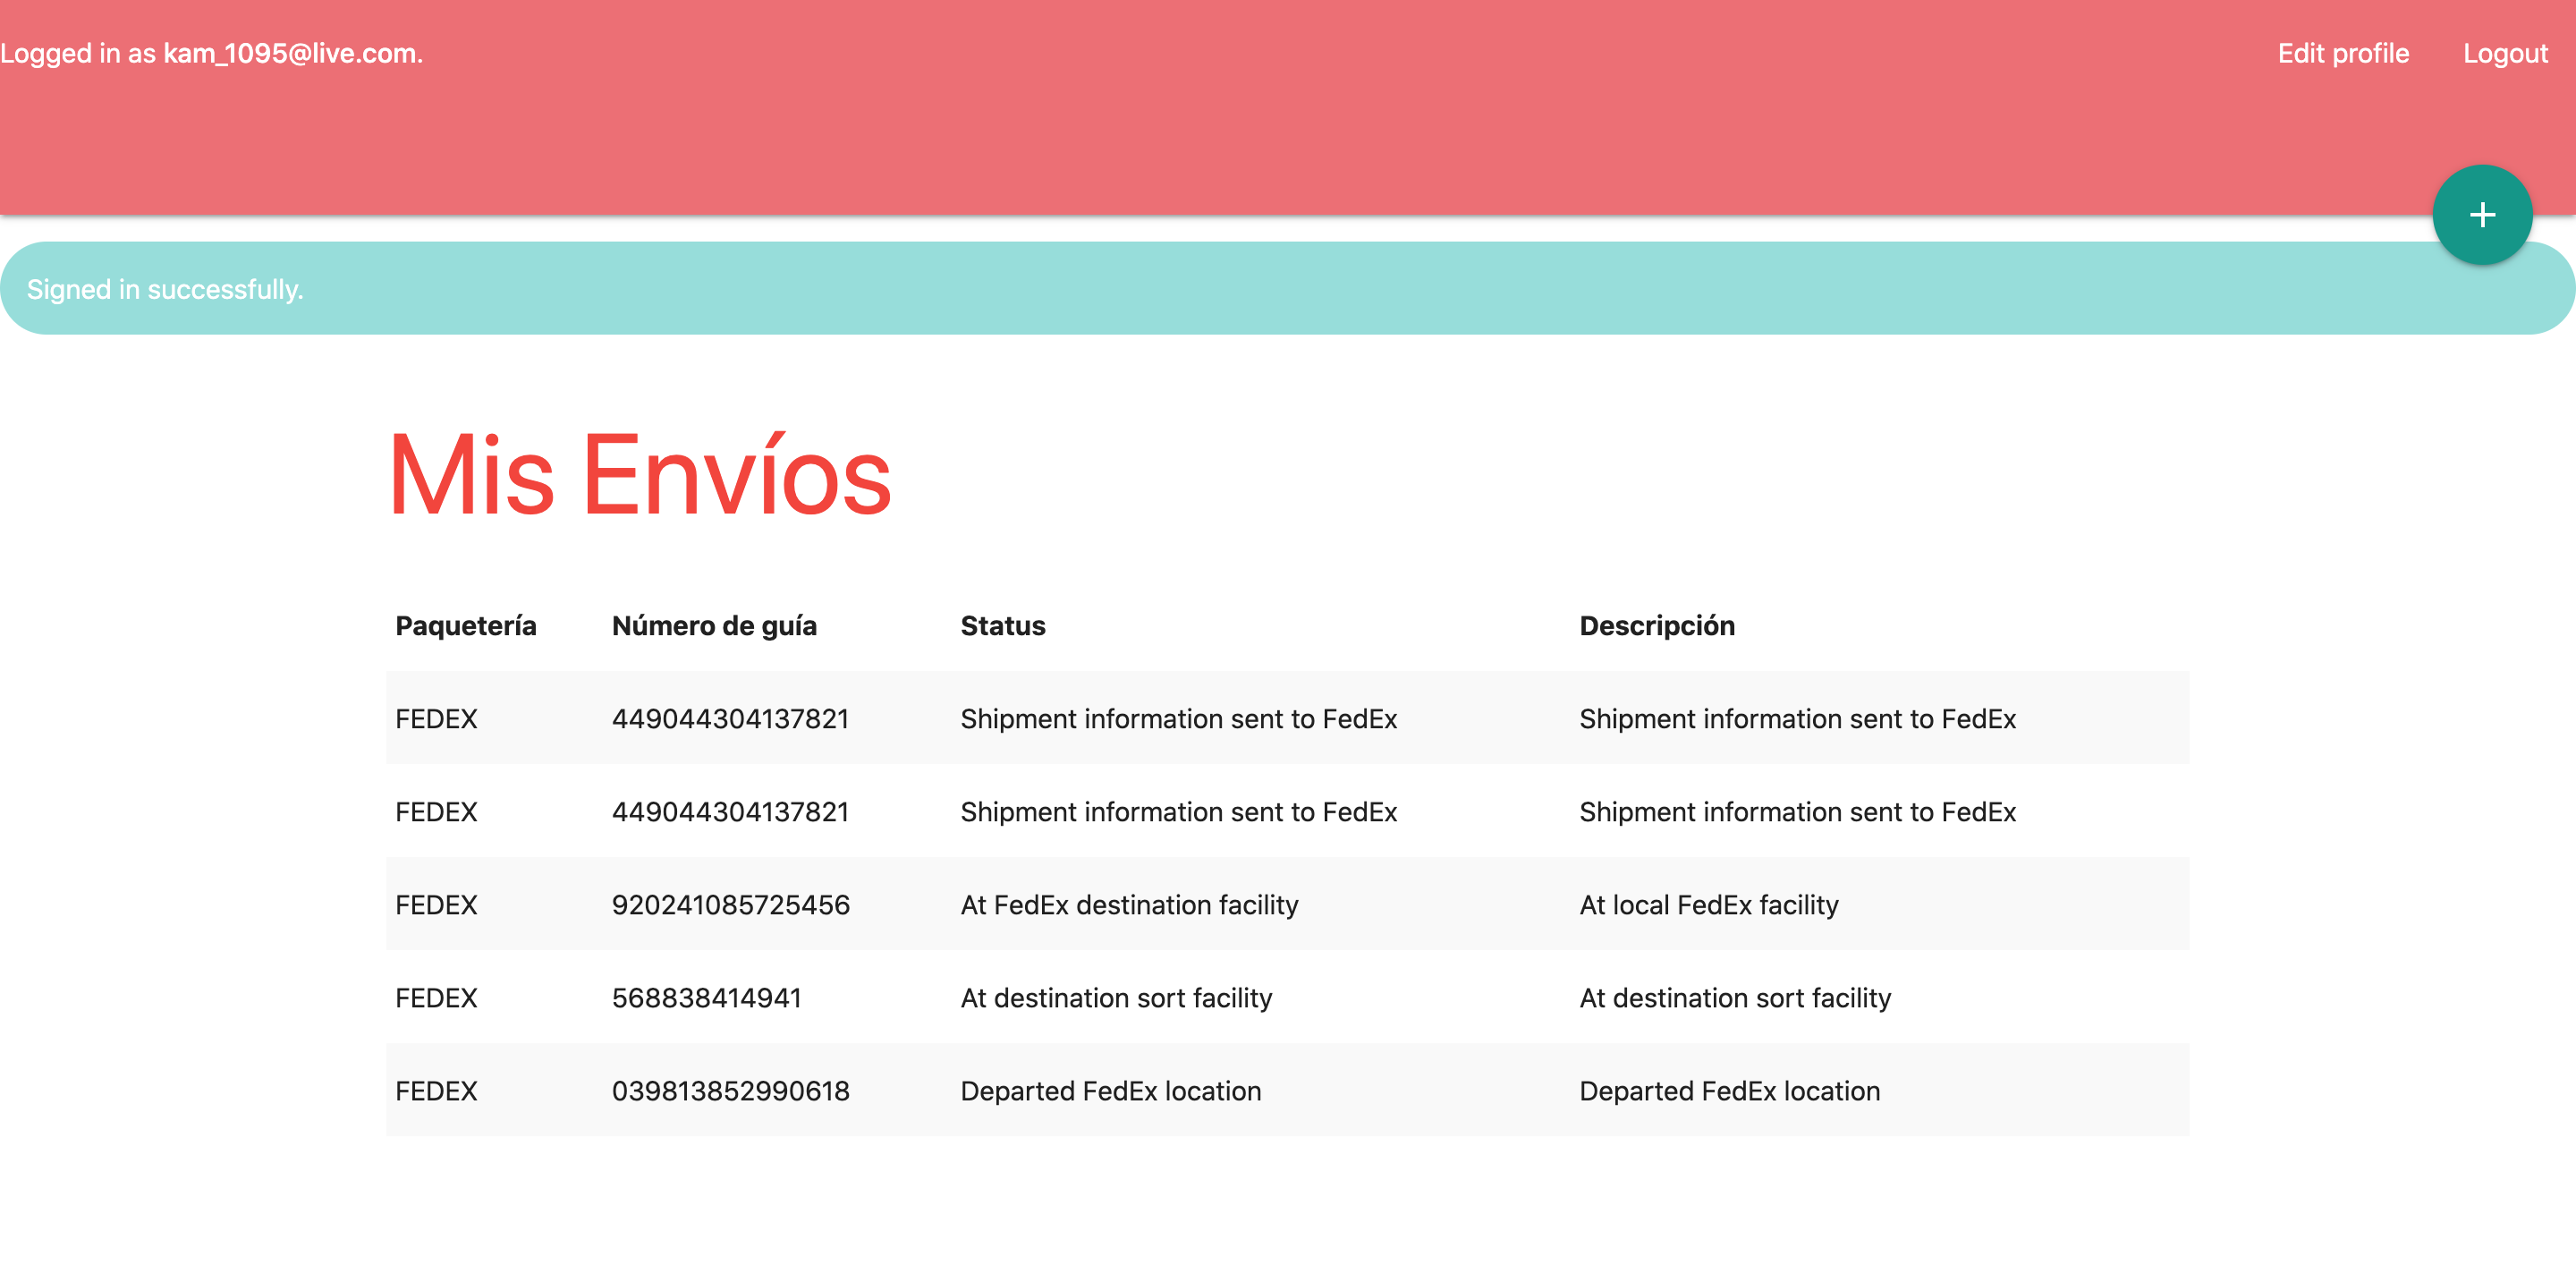 Logged in as kam_1095@live.com. Edit profile Logout
+
Signed in successfully.
Mis Envíos
Paquetería Número de guía Status Descripción
FEDEX 449044304137821 Shipment information sent to FedEx Shipment information sent to FedEx
FEDEX 449044304137821 Shipment information sent to FedEx Shipment information sent to FedEx
FEDEX 920241085725456 At FedEx destination facility At local FedEx facility
FEDEX 568838414941 At destination sort facility At destination sort facility
FEDEX 039813852990618 Departed FedEx location Departed FedEx location